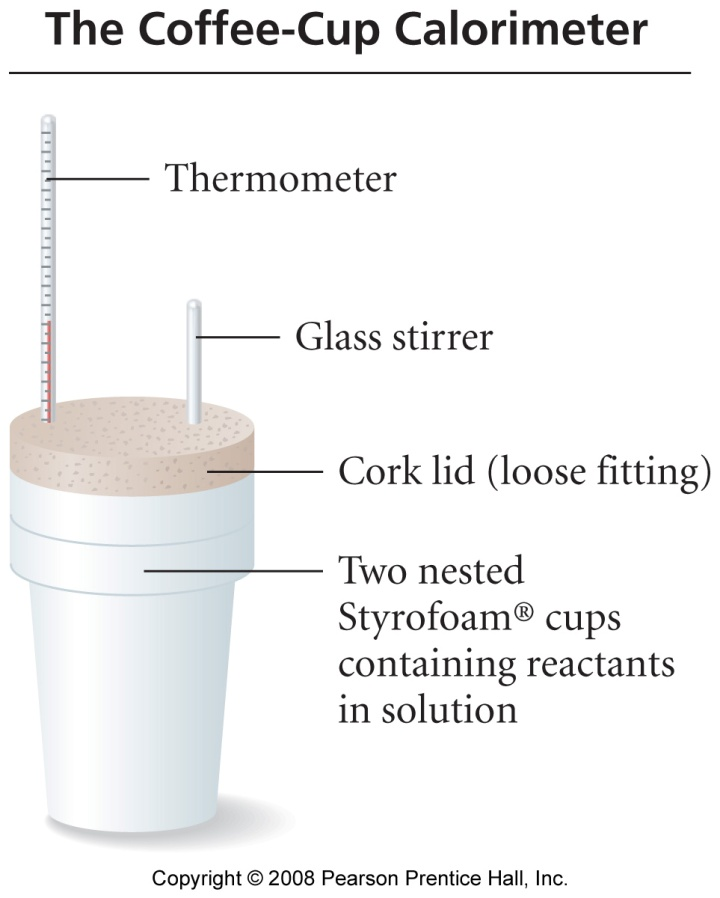 The Coffee-Cup Calorimeter
Thermometer
Glass stirrer
Cork lid (loose fitting)
Two nested
Styrofoam® cups
containing reactants
in solution
Copyright © 2008 Pearson Prentice Hall, Inc.